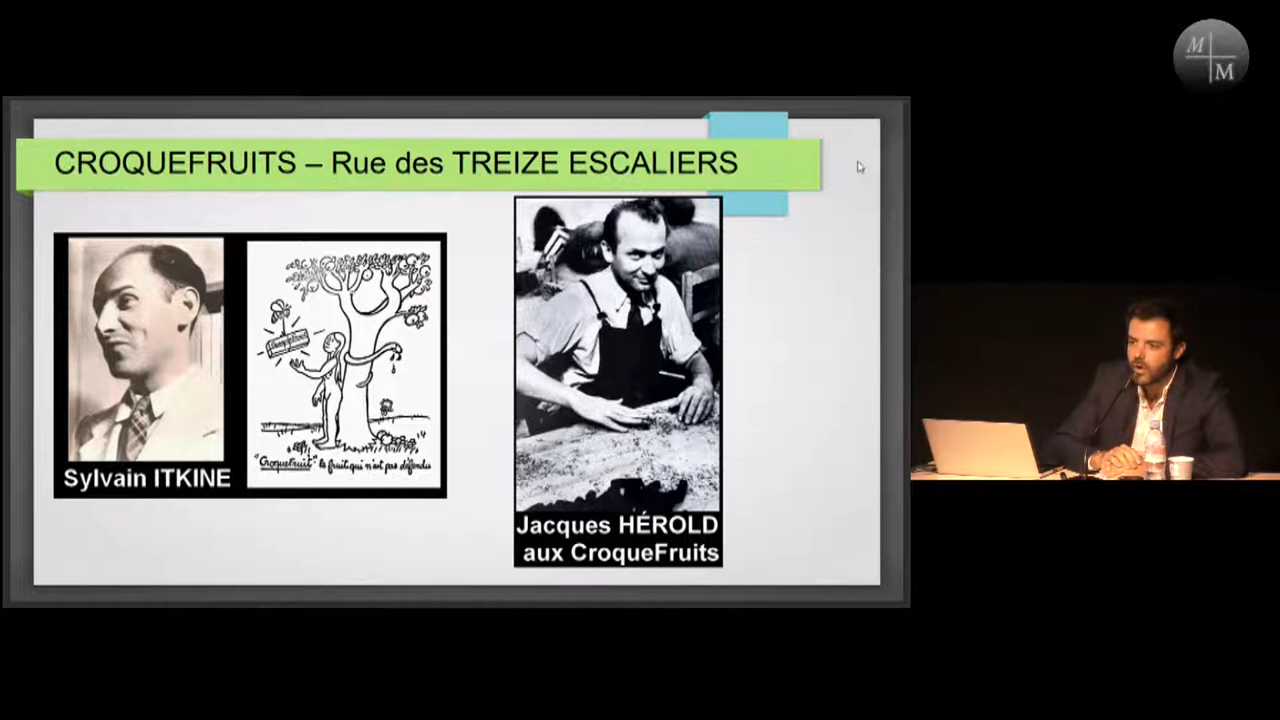 M
M
CROQUEFRUITS – Rue des TREIZE ESCALIERS
Sylvain ITKINE
"Croquefruit" le fruit qui n'est pas défendu
Jacques HÉROLD
aux CroqueFruits